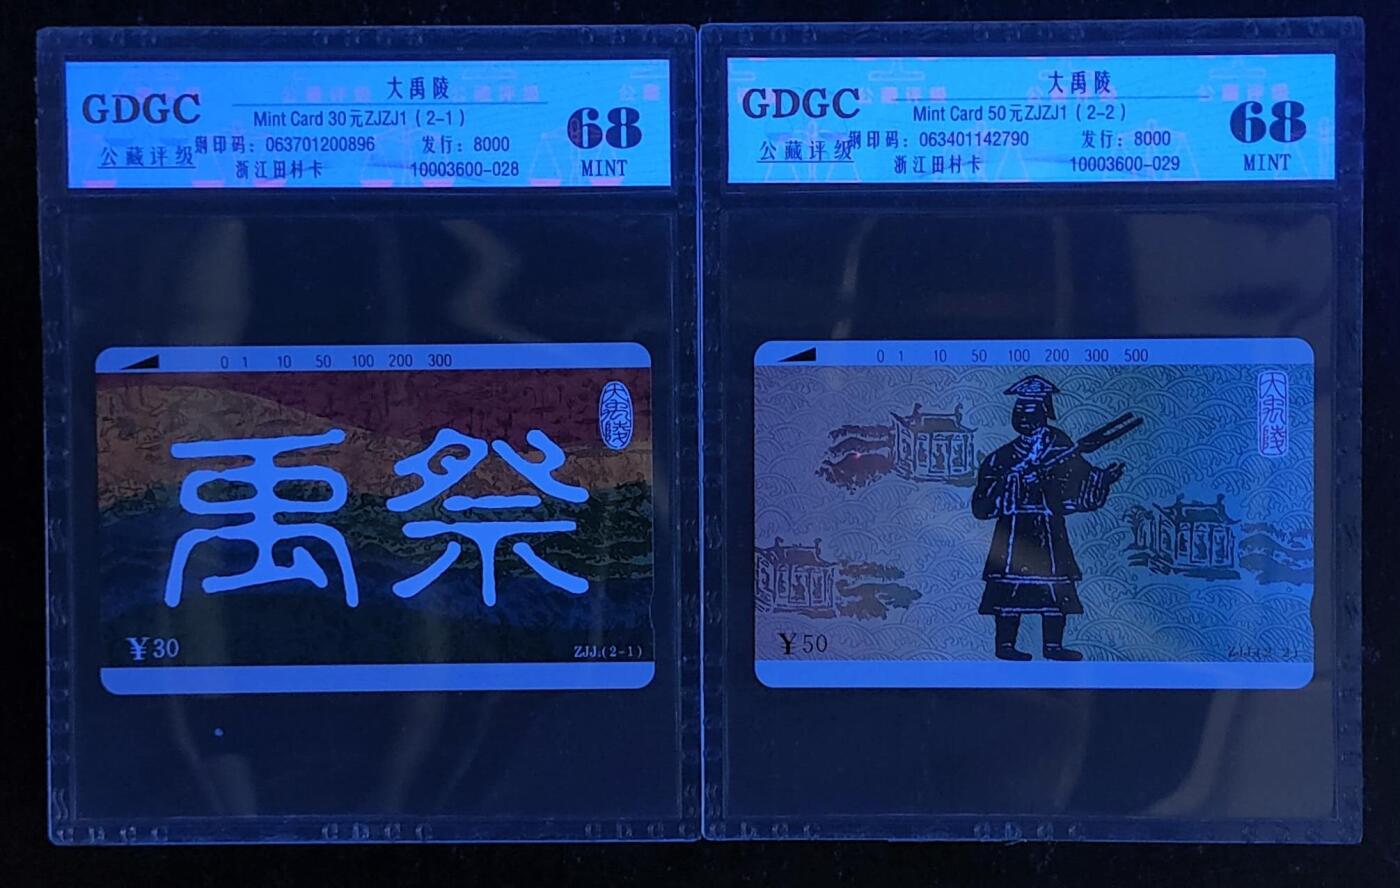 大禹陵
GDGC
Mint Card 30元ZJZJ1（2-1）
68
公藏评级
钢印码：063701200896
发行：8000
浙江田村卡
10003600-028
MINT
0 1 10 50 100 200 300
大禹陵
禹祭
¥30
ZJJ1(2-1)
大禹陵
GDGC
Mint Card 50元ZJZJ1（2-2）
68
公藏评级
钢印码：063401142790
发行：8000
浙江田村卡
10003600-029
MINT
0 1 10 50 100 200 300 500
大禹陵
¥50